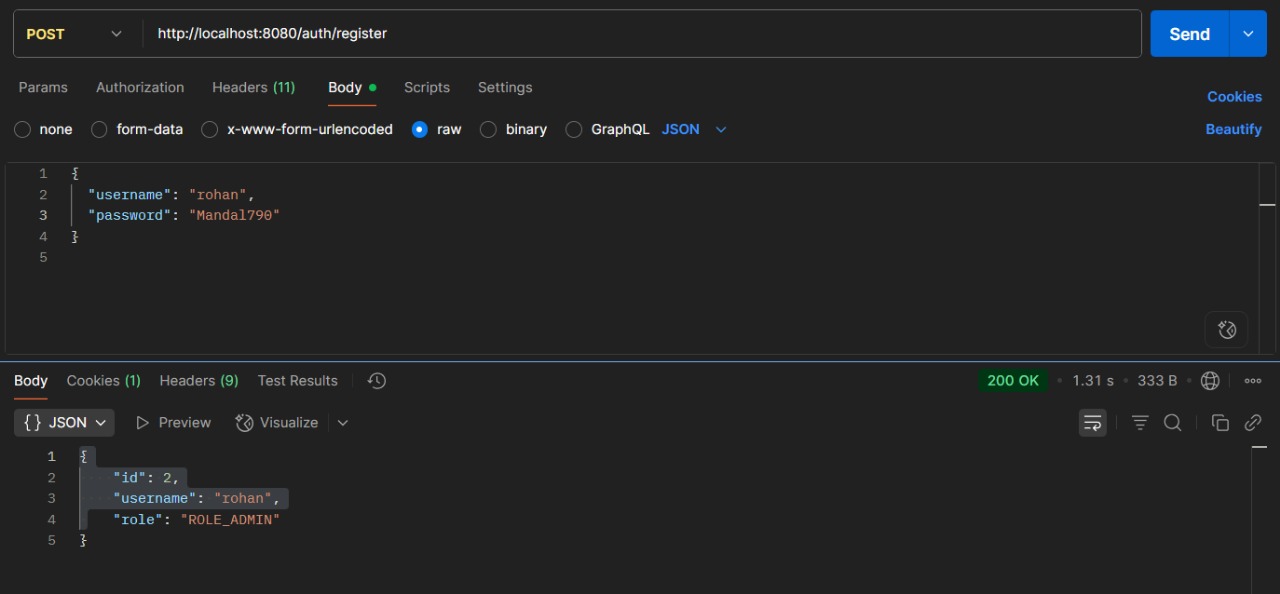 POST http://localhost:8080/auth/register Send
Params Authorization Headers (11) Body Scripts Settings
Cookies
none form-data x-www-form-urlencoded raw binary GraphQL JSON Beautify
1 {
2 "username": "rohan",
3 "password": "Mandal790"
4 }
5
Body Cookies (1) Headers (9) Test Results 200 OK 1.31 s 333 B
{} JSON Preview Visualize
1 {
2 "id": 2,
3 "username": "rohan",
4 "role": "ROLE_ADMIN"
5 }